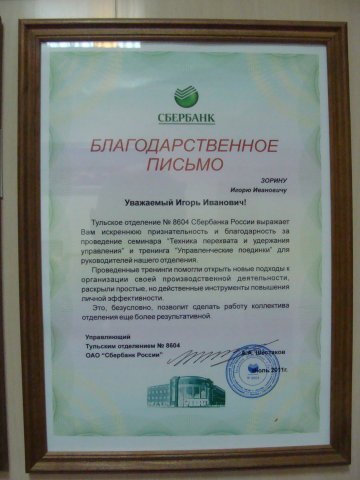 СБЕРБАНК
БЛАГОДАРСТВЕННОЕ
ПИСЬМО
ЗОРИНУ
Игорю Ивановичу
Уважаемый Игорь Иванович!
Тульское отделение № 8604 Сбербанка России выражает
Вам искреннюю признательность и благодарность за
проведение семинара "Техника перехвата и удержания
управления" и тренинга "Управленческие поединки" для
руководителей нашего отделения.
Проведенные тренинги помогли открыть новые подходы к
организации своей производственной деятельности,
раскрыли простые, но действенные инструменты повышения
личной эффективности.
Это, безусловно, позволит сделать работу коллектива
отделения еще более результативной.
Управляющий
Тульским отделением № 8604
ОАО "Сбербанк России" А.А. Шестаков
Июль 2011г.